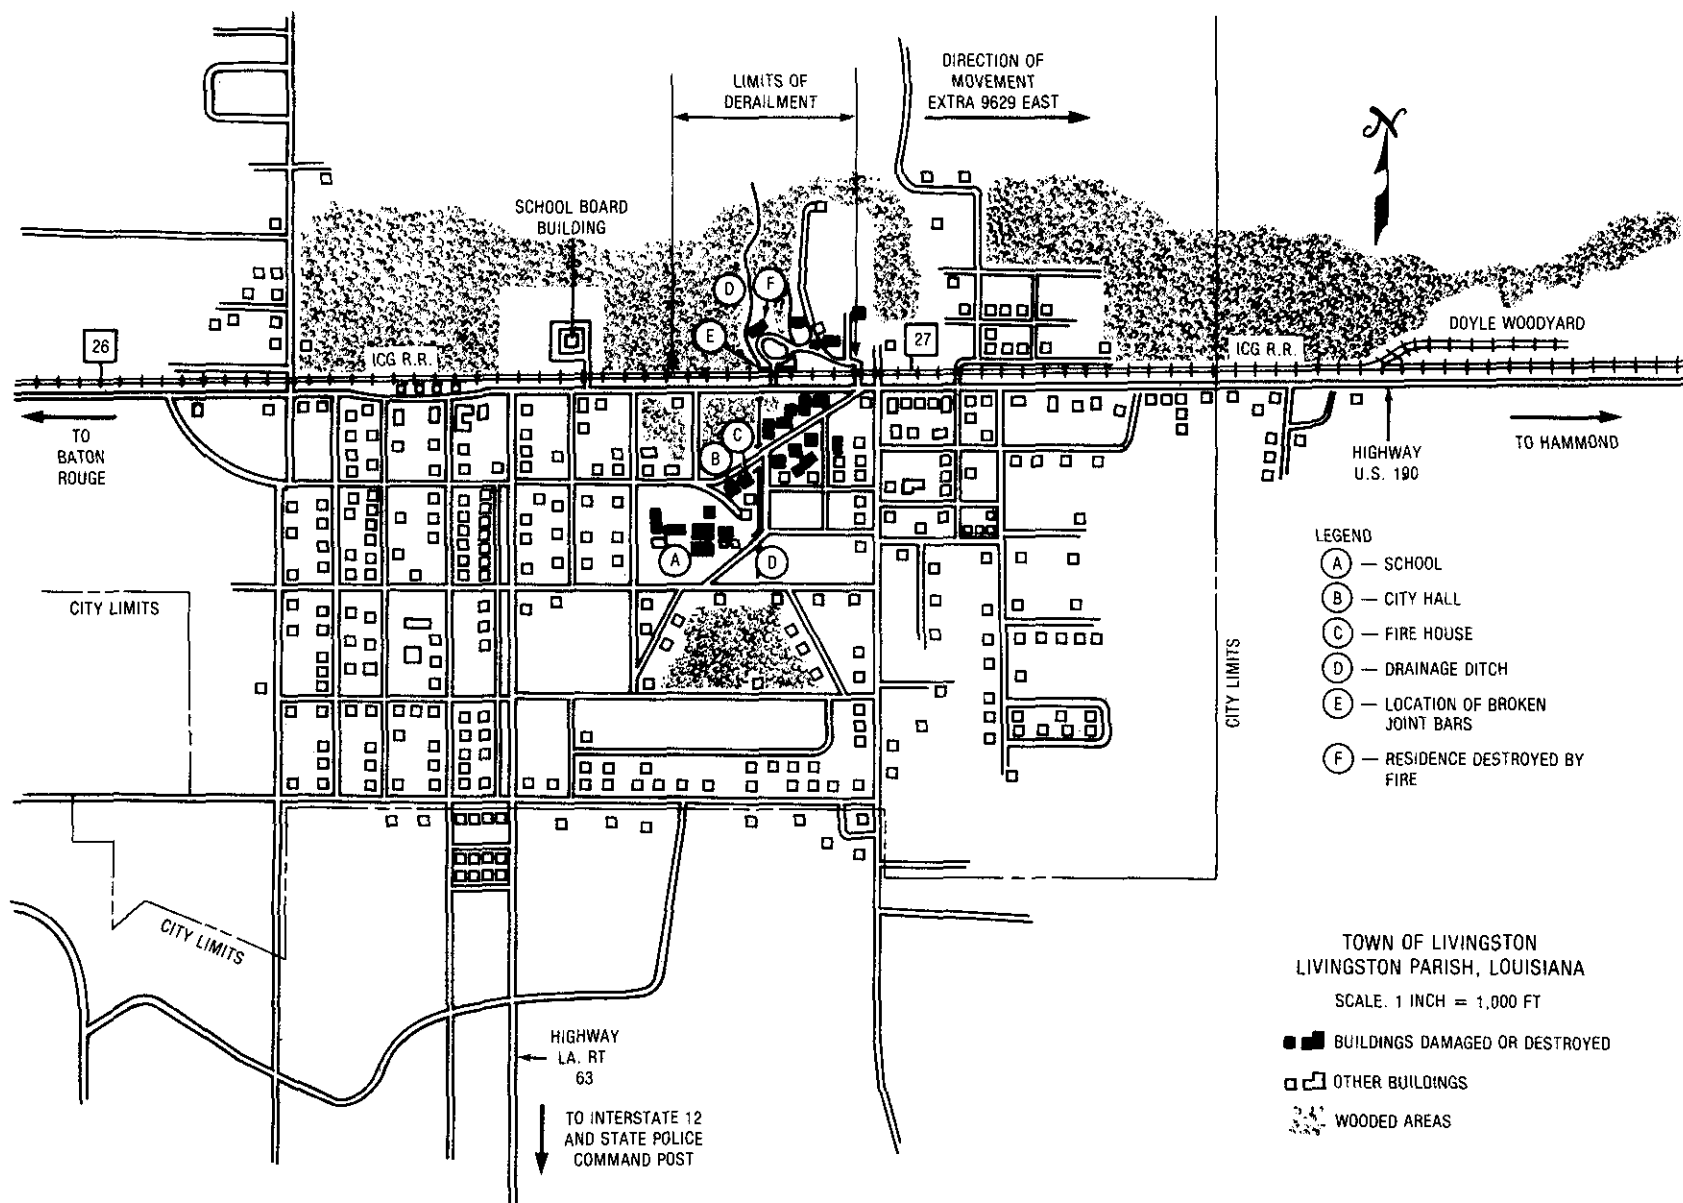 LIMITS OF
DERAILMENT
DIRECTION OF
MOVEMENT
EXTRA 9629 EAST
N
SCHOOL BOARD
BUILDING
D
F
E
26
27
ICG R.R.
ICG R.R.
DOYLE WOODYARD
TO
BATON
ROUGE
C
B
TO HAMMOND
HIGHWAY
U.S. 190
A
D
CITY LIMITS
CITY LIMITS
CITY LIMITS
LEGEND
A — SCHOOL
B — CITY HALL
C — FIRE HOUSE
D — DRAINAGE DITCH
E — LOCATION OF BROKEN
JOINT BARS
F — RESIDENCE DESTROYED BY
FIRE
TOWN OF LIVINGSTON
LIVINGSTON PARISH, LOUISIANA
SCALE. 1 INCH = 1,000 FT
BUILDINGS DAMAGED OR DESTROYED
OTHER BUILDINGS
WOODED AREAS
HIGHWAY
LA. RT
63
TO INTERSTATE 12
AND STATE POLICE
COMMAND POST